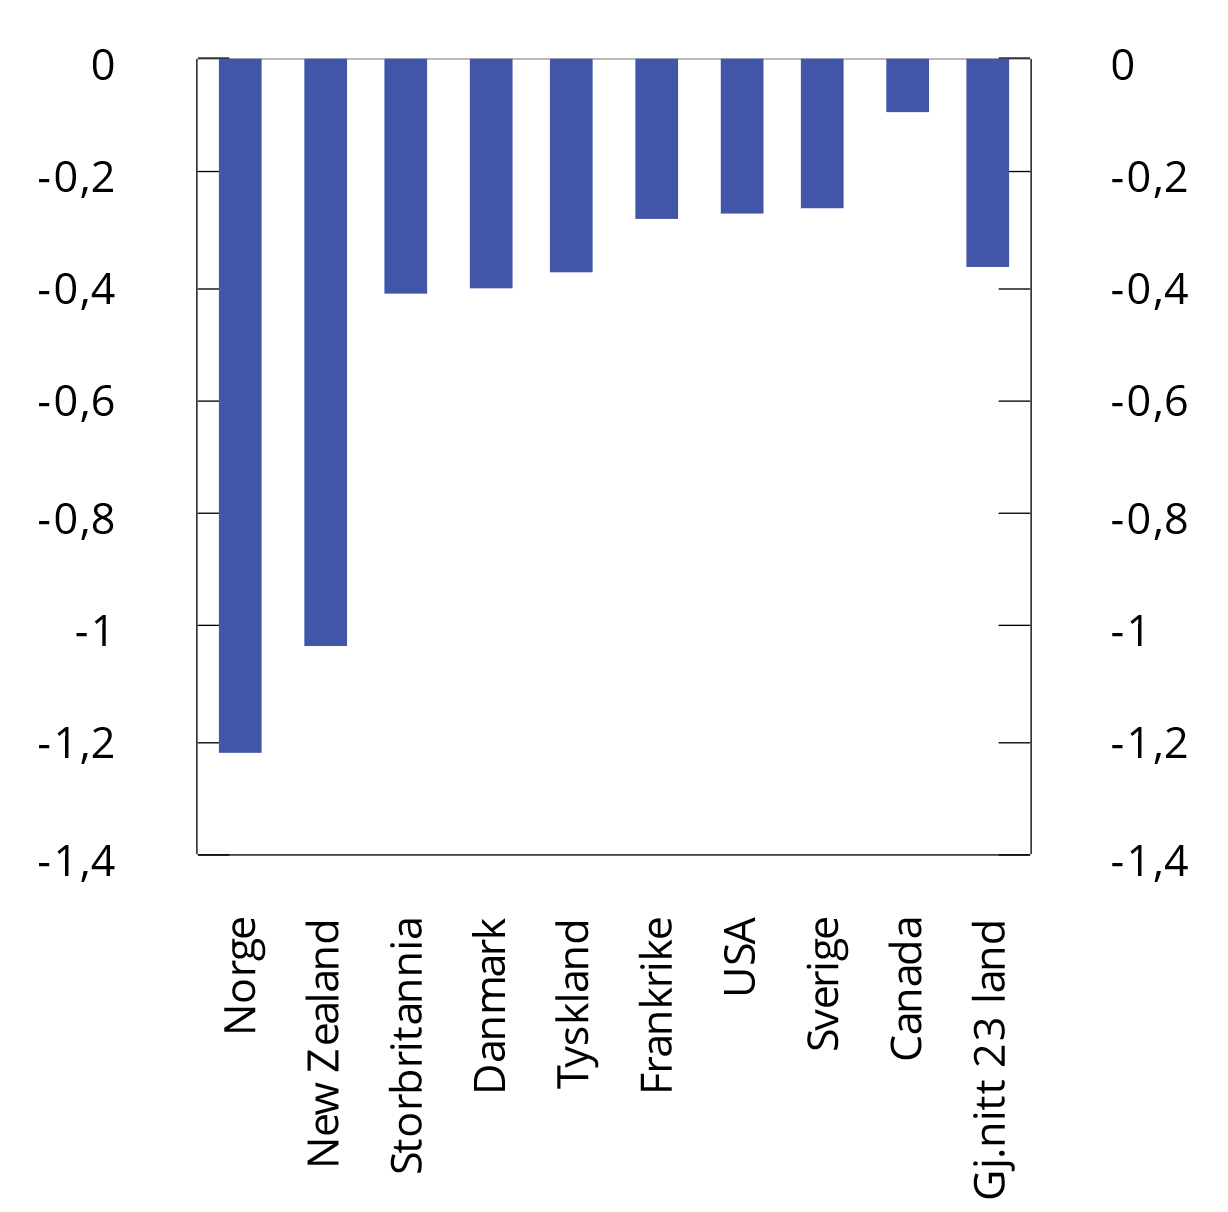 0 0
-0,2 -0,2
-0,4 -0,4
-0,6 -0,6
-0,8 -0,8
-1 -1
-1,2 -1,2
-1,4 -1,4
Norge
New Zealand
Storbritannia
Danmark
Tyskland
Frankrike
USA
Sverige
Canada
Gj.nitt 23 land